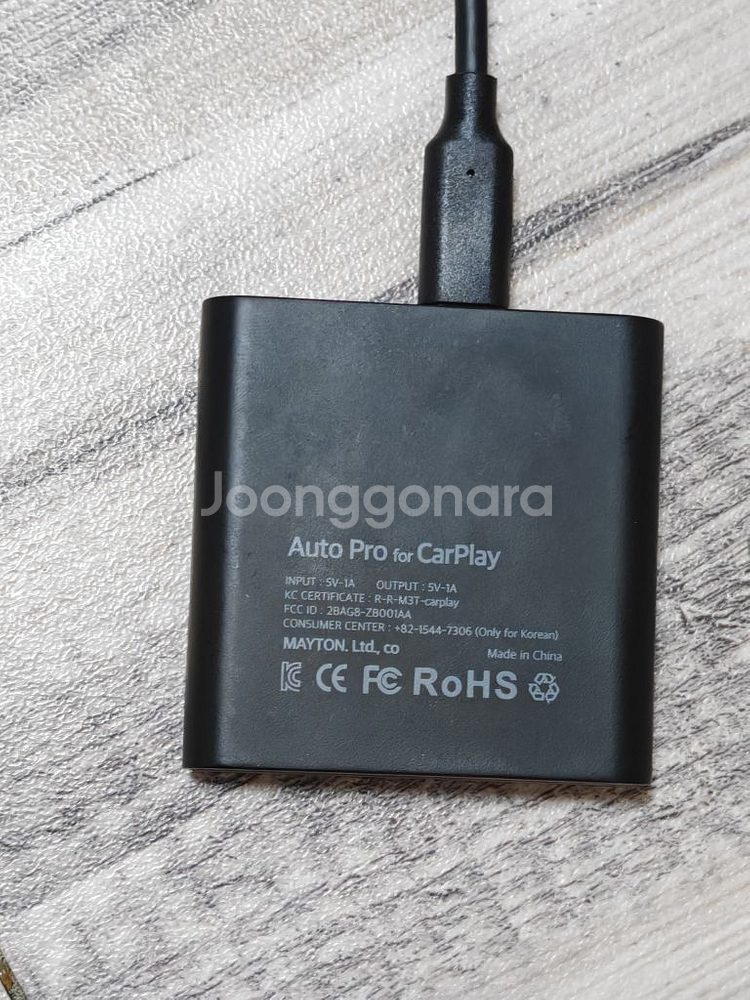 Joonggonara
Auto Pro for CarPlay
INPUT : 5V-1A OUTPUT : 5V-1A
KC CERTIFICATE : R-R-M3T-carplay
FCC ID : 2BAG8-ZB001AA
CONSUMER CENTER : +82-1544-7306 (Only for Korean)
MAYTON. Ltd., co Made in China
KC CE FC RoHS